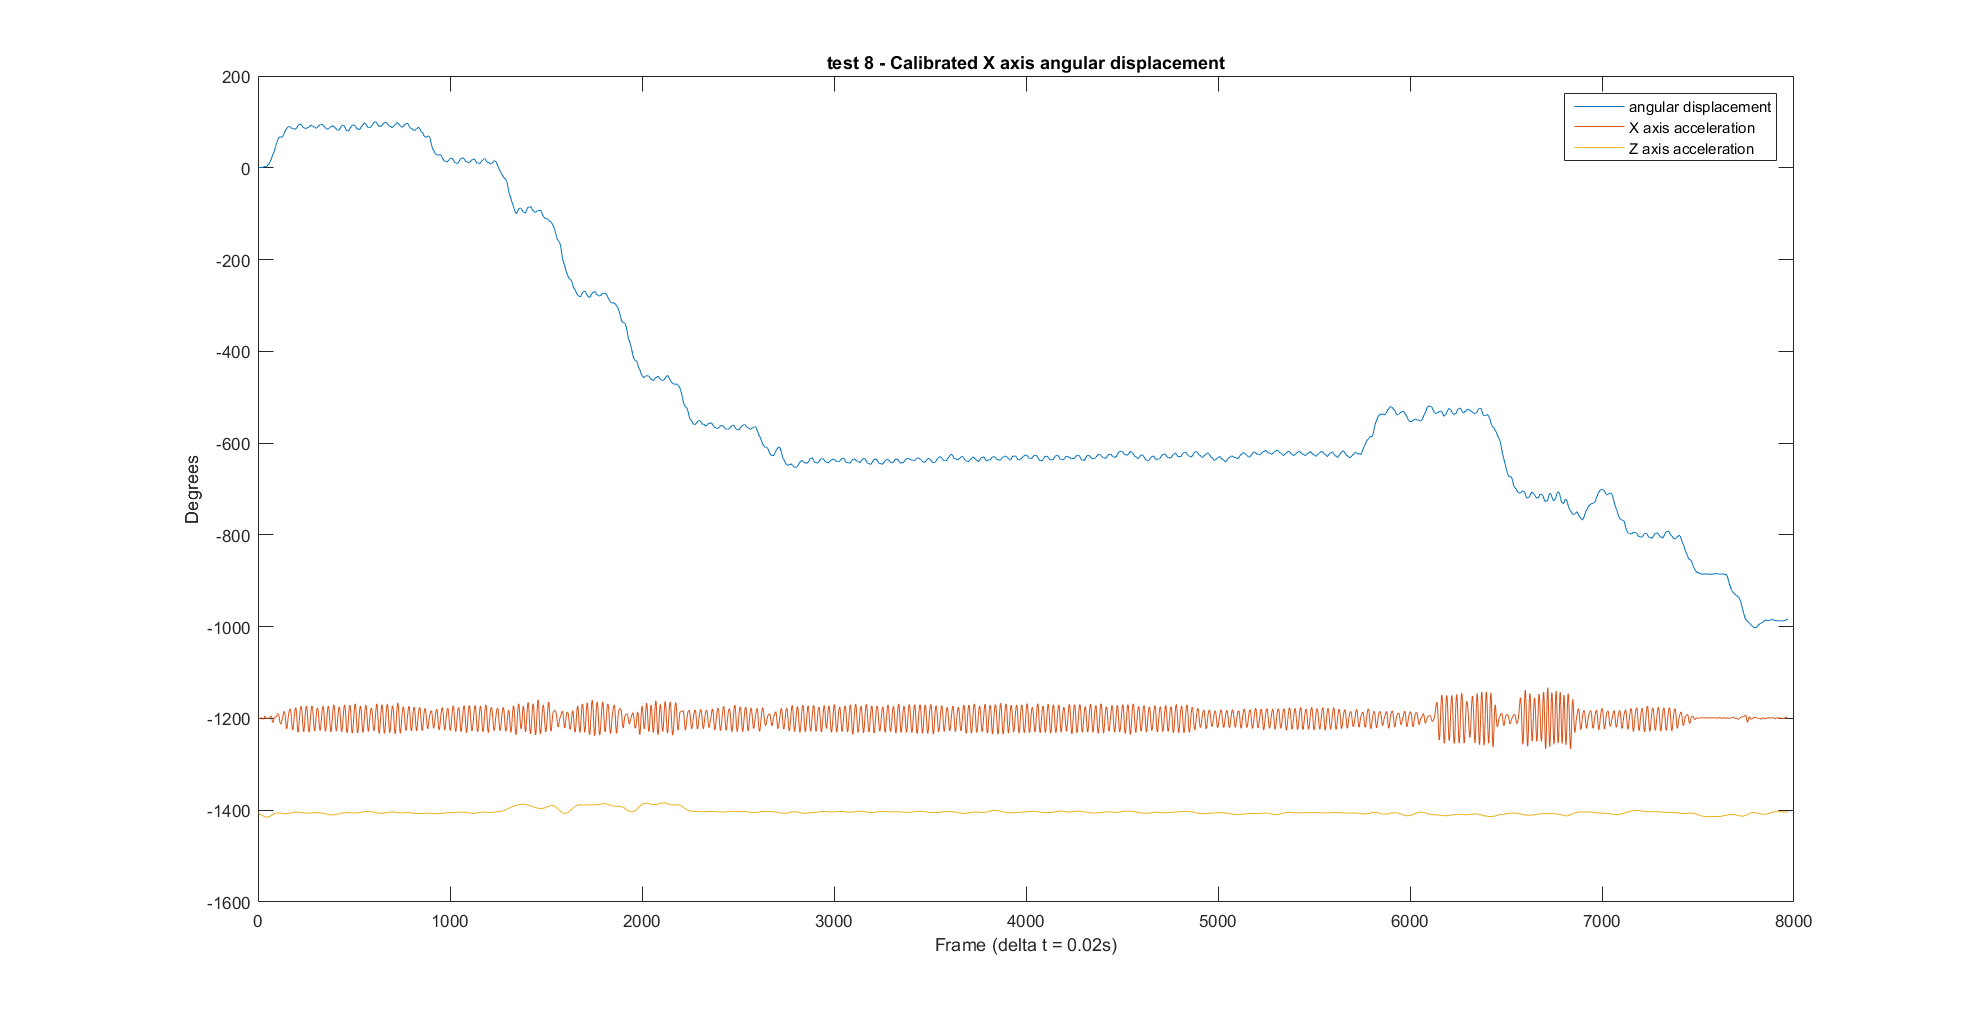 test 8 - Calibrated X axis angular displacement
angular displacement
X axis acceleration
Z axis acceleration
200
0
-200
-400
-600
-800
-1000
-1200
-1400
-1600
Degrees
0 1000 2000 3000 4000 5000 6000 7000 8000
Frame (delta t = 0.02s)